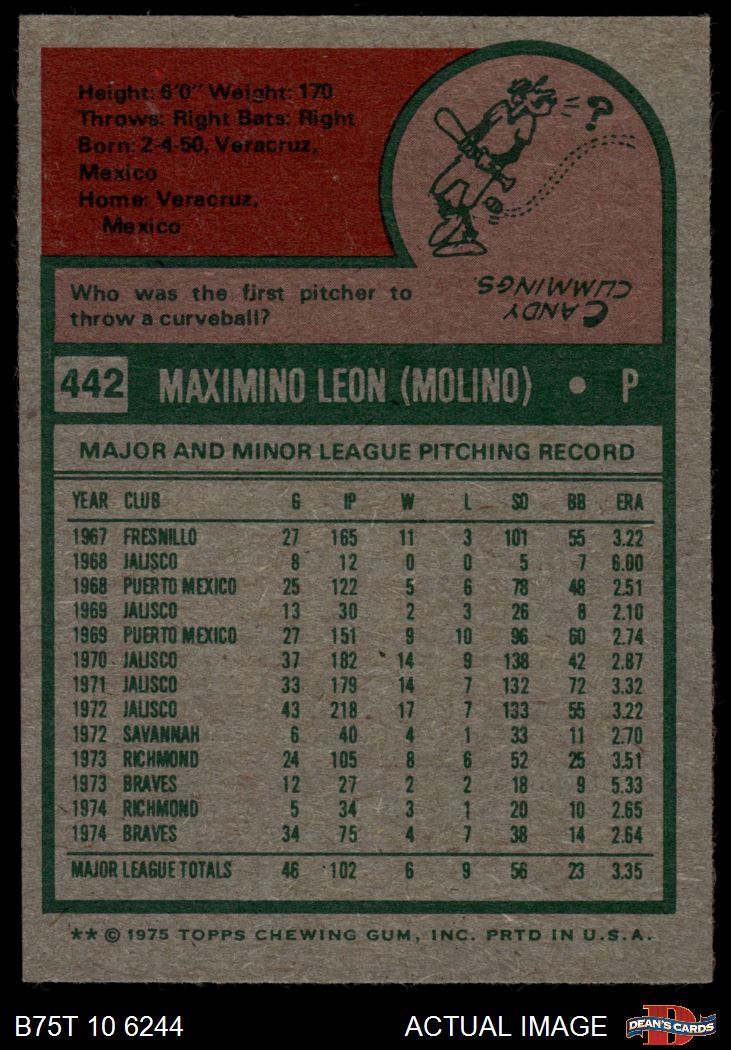 Height: 6'0" Weight: 170
Throws: Right Bats: Right
Born: 2-4-50, Veracruz,
Mexico
Home: Veracruz,
Mexico
?
Who was the first pitcher to
throw a curveball?
CANDY
CUMMINGS.
442 MAXIMINO LEON (MOLINO) • P
MAJOR AND MINOR LEAGUE PITCHING RECORD
YEAR CLUB G IP W L SO BB ERA
1967 FRESNILLO 27 165 11 3 101 55 3.22
1968 JALISCO 8 12 0 0 5 7 6.00
1968 PUERTO MEXICO 25 122 5 6 78 48 2.51
1969 JALISCO 13 30 2 3 26 8 2.10
1969 PUERTO MEXICO 27 151 9 10 96 60 2.74
1970 JALISCO 37 182 14 9 138 42 2.87
1971 JALISCO 33 179 14 7 132 72 3.32
1972 JALISCO 43 218 17 7 133 55 3.22
1972 SAVANNAH 6 40 4 1 33 11 2.70
1973 RICHMOND 24 105 8 6 52 25 3.51
1973 BRAVES 12 27 2 2 18 9 5.33
1974 RICHMOND 5 34 3 1 20 10 2.65
1974 BRAVES 34 75 4 7 38 14 2.64
MAJOR LEAGUE TOTALS 46 102 6 9 56 23 3.35
** © 1975 TOPPS CHEWING GUM, INC. PRTD IN U.S.A.
B75T 10 6244 ACTUAL IMAGE D DEAN'S CARDS